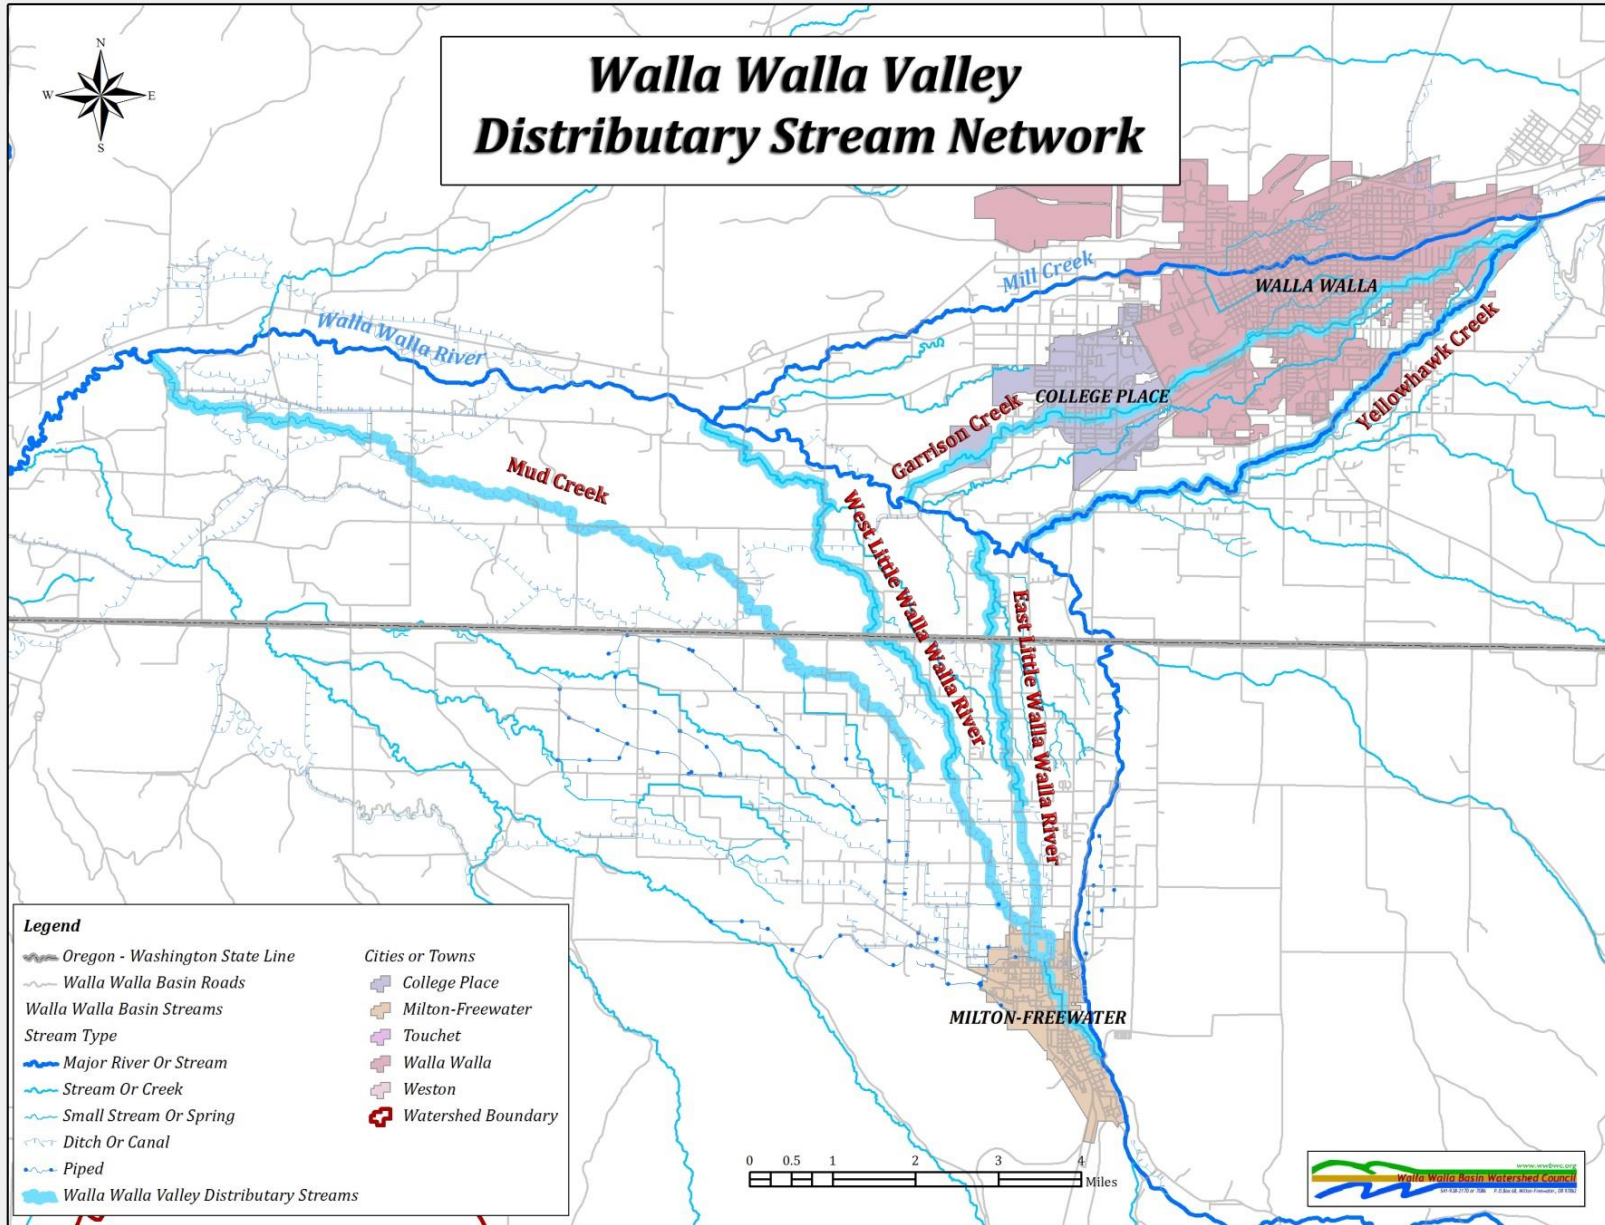 Walla Walla Valley
Distributary Stream Network
N
W
E
S
Mill Creek
WALLA WALLA
Walla Walla River
Yellowhawk Creek
COLLEGE PLACE
Garrison Creek
Mud Creek
West Little Walla Walla River
East Little Walla Walla River
MILTON-FREEWATER
Legend
Oregon - Washington State Line
Walla Walla Basin Roads
Walla Walla Basin Streams
Stream Type
Major River Or Stream
Stream Or Creek
Small Stream Or Spring
Ditch Or Canal
Piped
Walla Walla Valley Distributary Streams
Cities or Towns
College Place
Milton-Freewater
Touchet
Walla Walla
Weston
Watershed Boundary
0 0.5 1 2 3 4
Miles
www.wwbwc.org
Walla Walla Basin Watershed Council